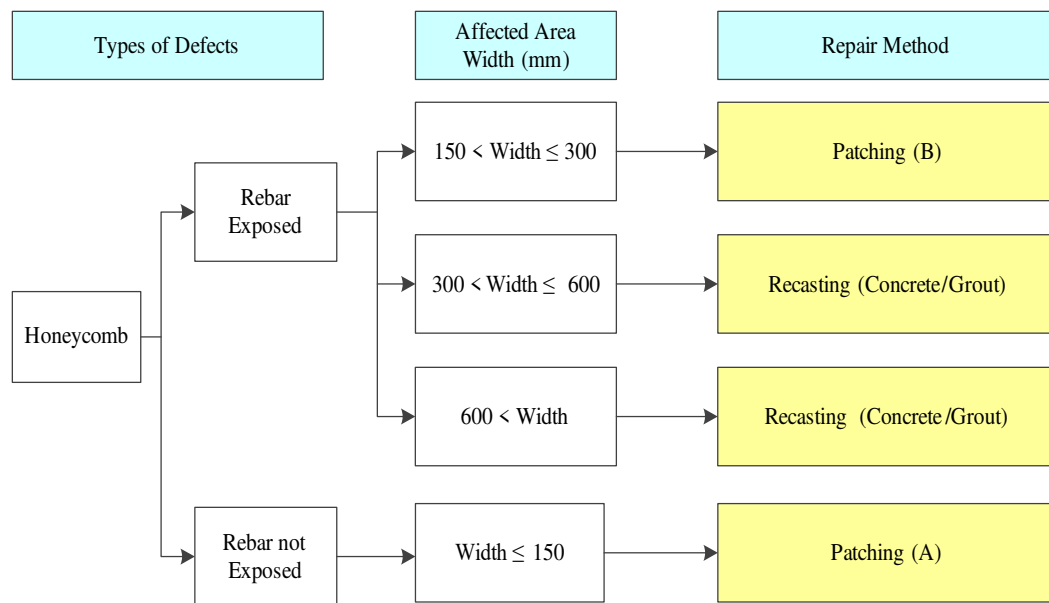 Types of Defects
Affected Area
Width (mm)
Repair Method
150 < Width ≤ 300
Patching (B)
Rebar
Exposed
300 < Width ≤ 600
Recasting (Concrete/Grout)
Honeycomb
600 < Width
Recasting (Concrete/Grout)
Rebar not
Exposed
Width ≤ 150
Patching (A)